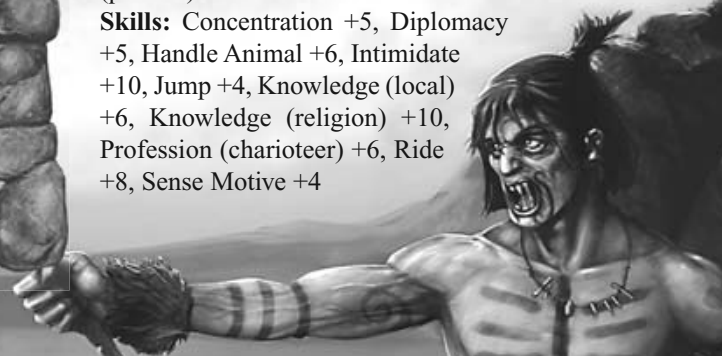 Skills: Concentration +5, Diplomacy
+5, Handle Animal +6, Intimidate
+10, Jump +4, Knowledge (local)
+6, Knowledge (religion) +10,
Profession (charioteer) +6, Ride
+8, Sense Motive +4